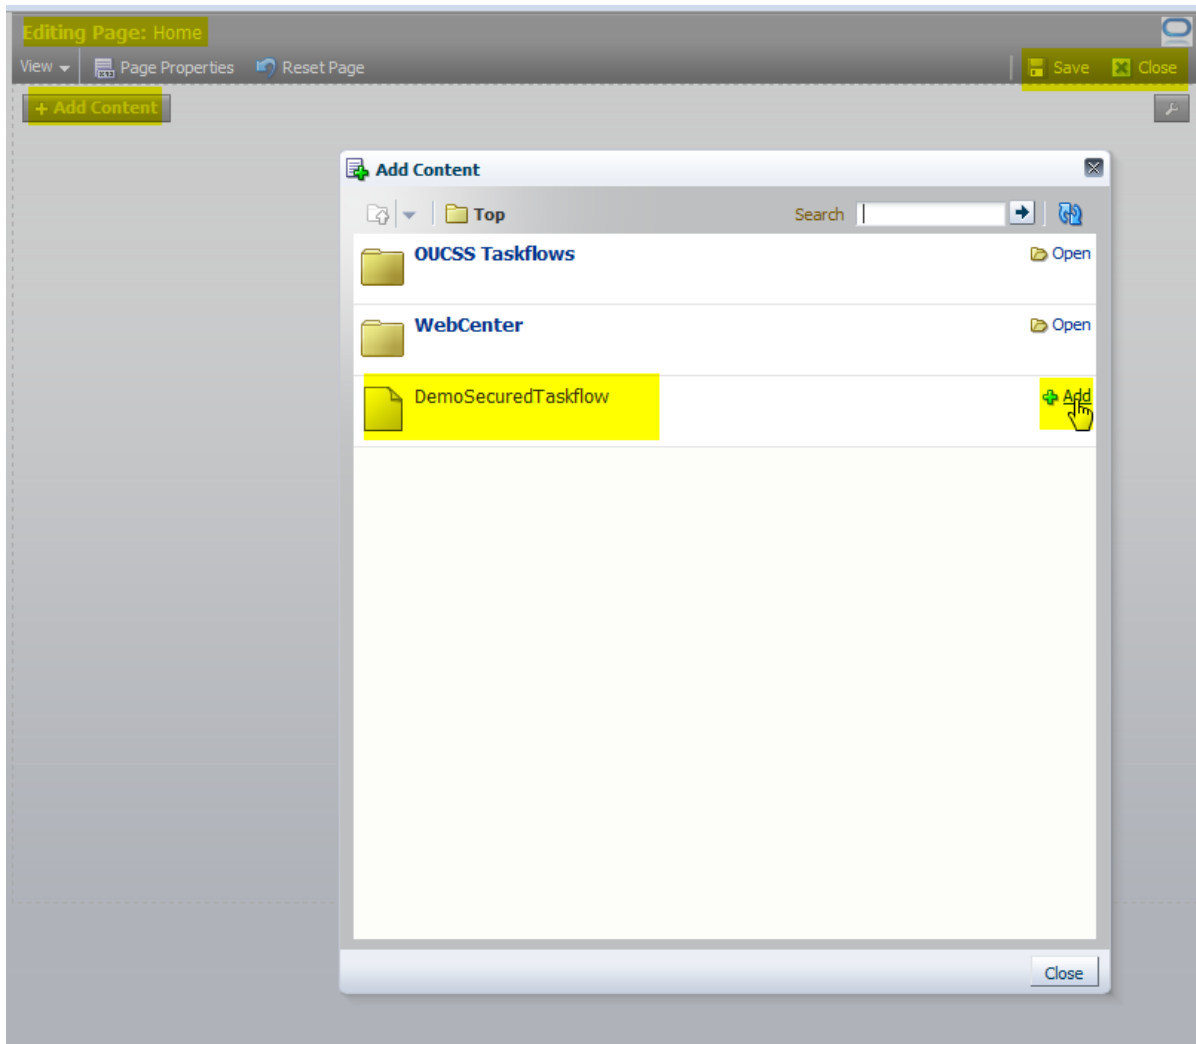 Editing Page: Home
View Page Properties Reset Page Save Close
+ Add Content
Add Content
Top Search
OUCSS Taskflows Open
WebCenter Open
DemoSecuredTaskflow Add
Close